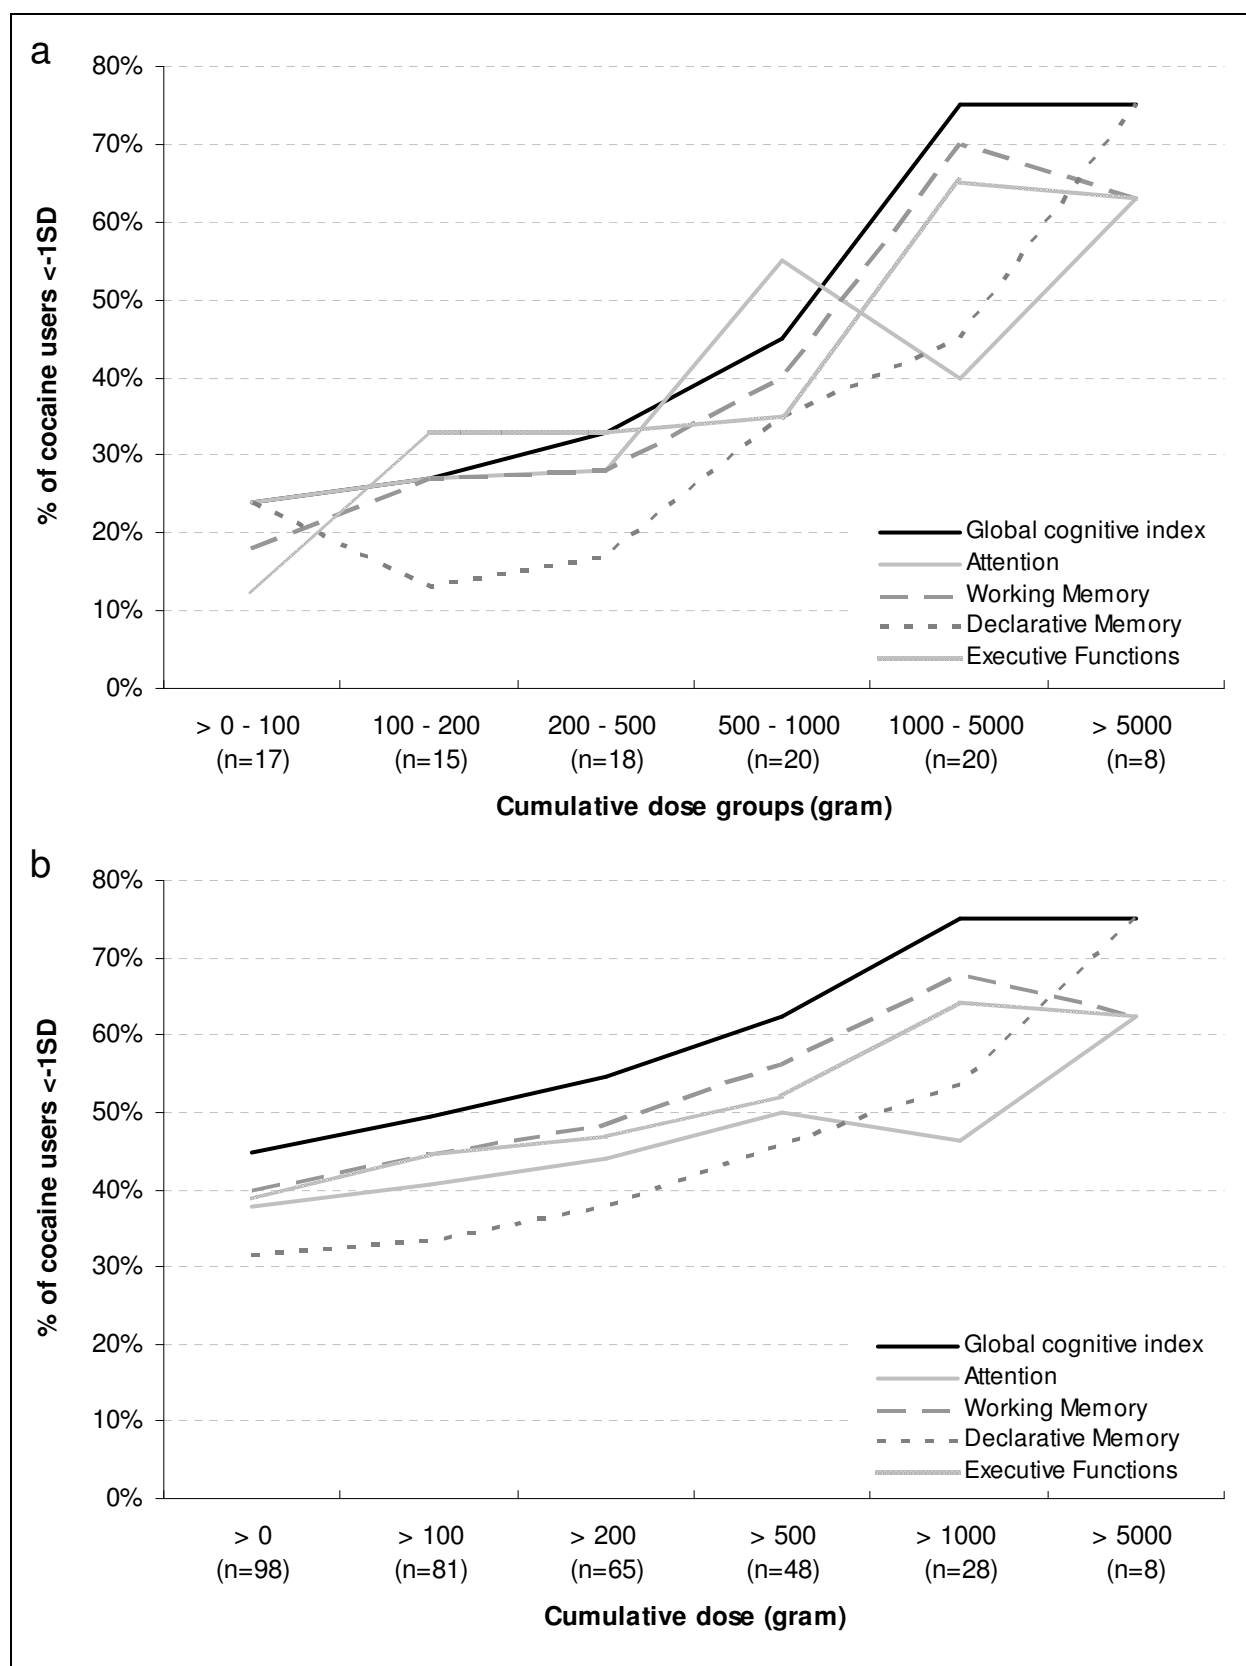 a
% of cocaine users <-1SD
80%
70%
60%
50%
40%
30%
20%
10%
0%
Global cognitive index
Attention
Working Memory
Declarative Memory
Executive Functions
> 0 - 100 100 - 200 200 - 500 500 - 1000 1000 - 5000 > 5000
(n=17) (n=15) (n=18) (n=20) (n=20) (n=8)
Cumulative dose groups (gram)
b
% of cocaine users <-1SD
80%
70%
60%
50%
40%
30%
20%
10%
0%
Global cognitive index
Attention
Working Memory
Declarative Memory
Executive Functions
> 0 > 100 > 200 > 500 > 1000 > 5000
(n=98) (n=81) (n=65) (n=48) (n=28) (n=8)
Cumulative dose (gram)